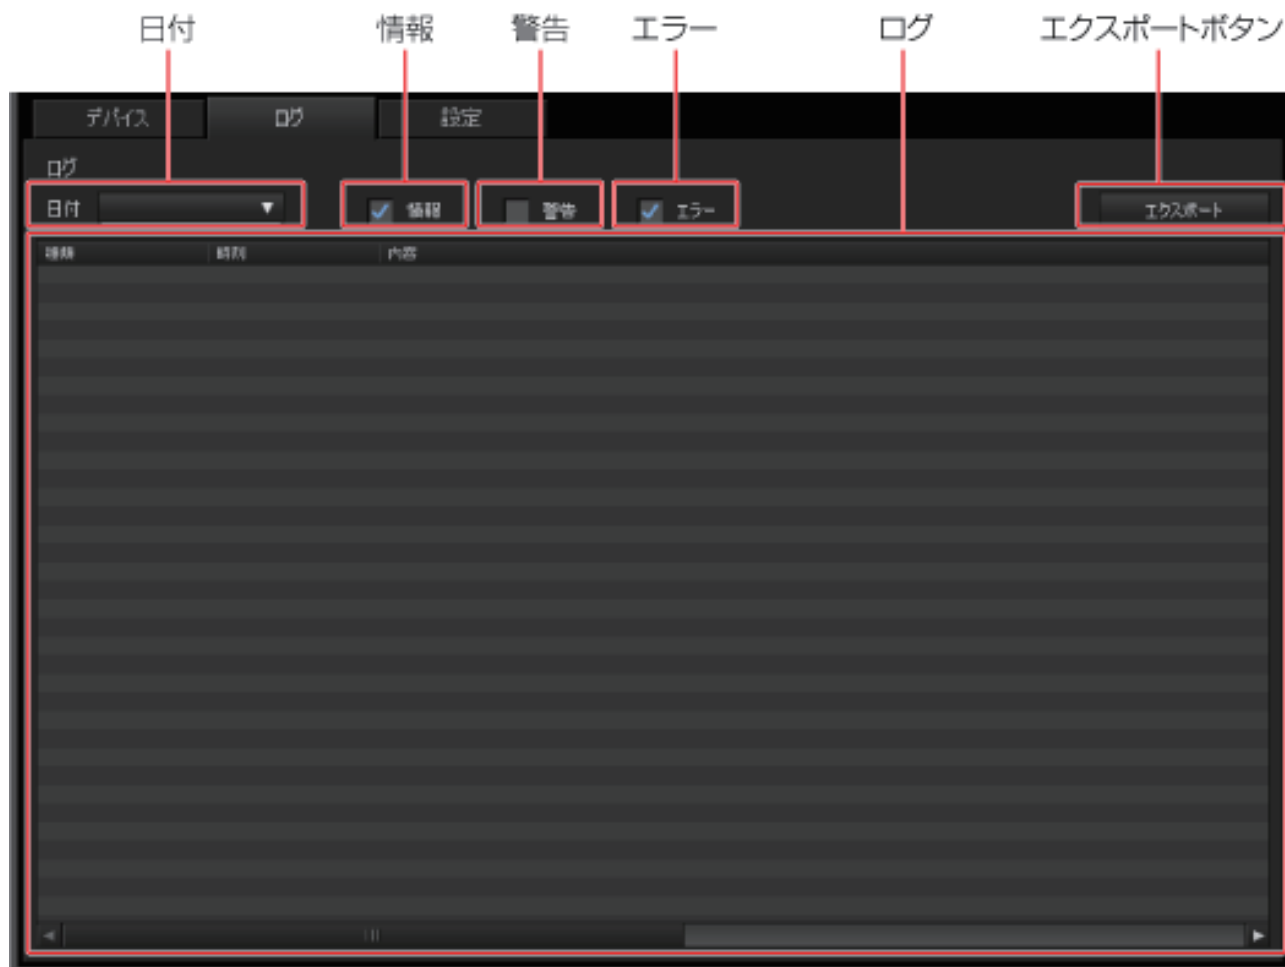 日付 情報 警告 エラー ログ エクスポートボタン
デバイス ログ 設定
ログ
日付 情報 警告 エラー エクスポート
種類 時刻 内容